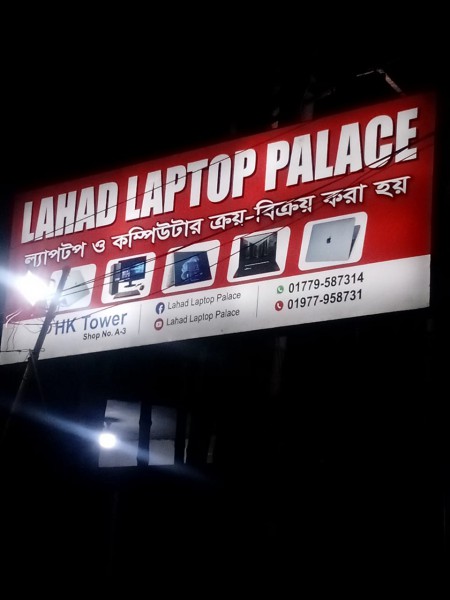 LAHAD LAPTOP PALACE
ল্যাপটপ ও কম্পিউটার ক্রয়-বিক্রয় করা হয়
HK Tower
Shop No. A-3
Lahad Laptop Palace
Lahad Laptop Palace
01779-587314
01977-958731